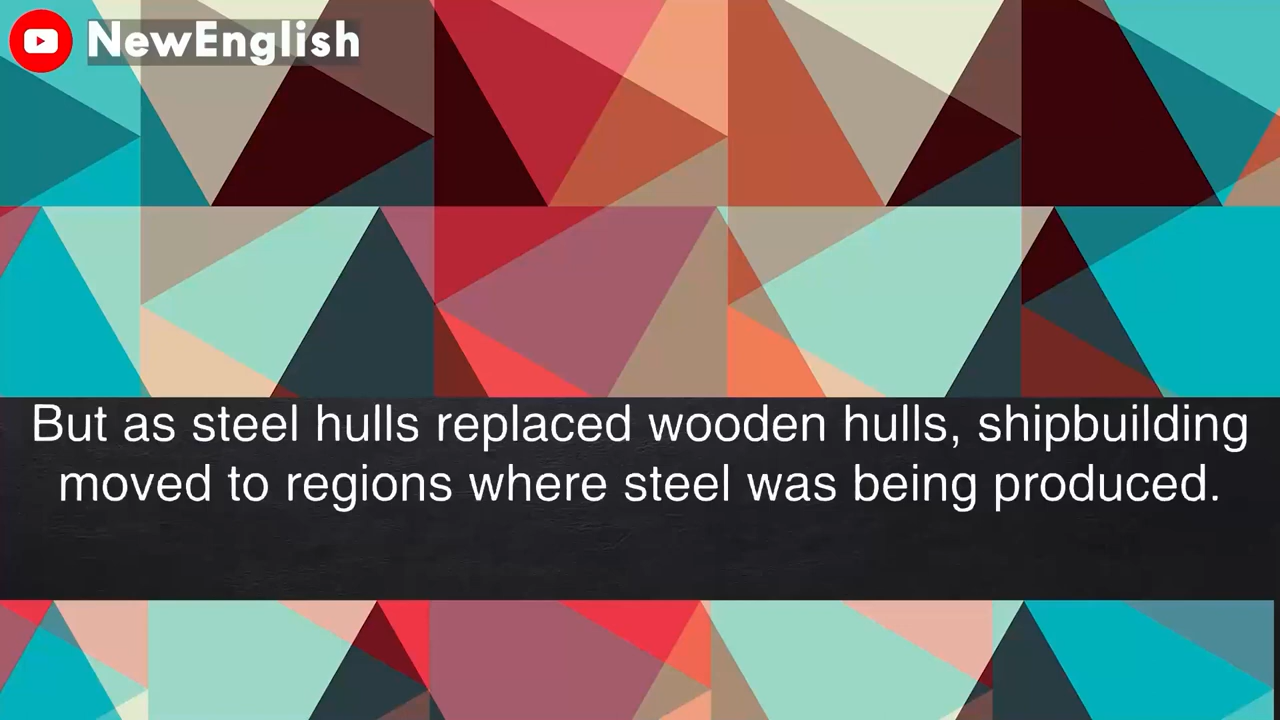 NewEnglish
But as steel hulls replaced wooden hulls, shipbuilding
moved to regions where steel was being produced.